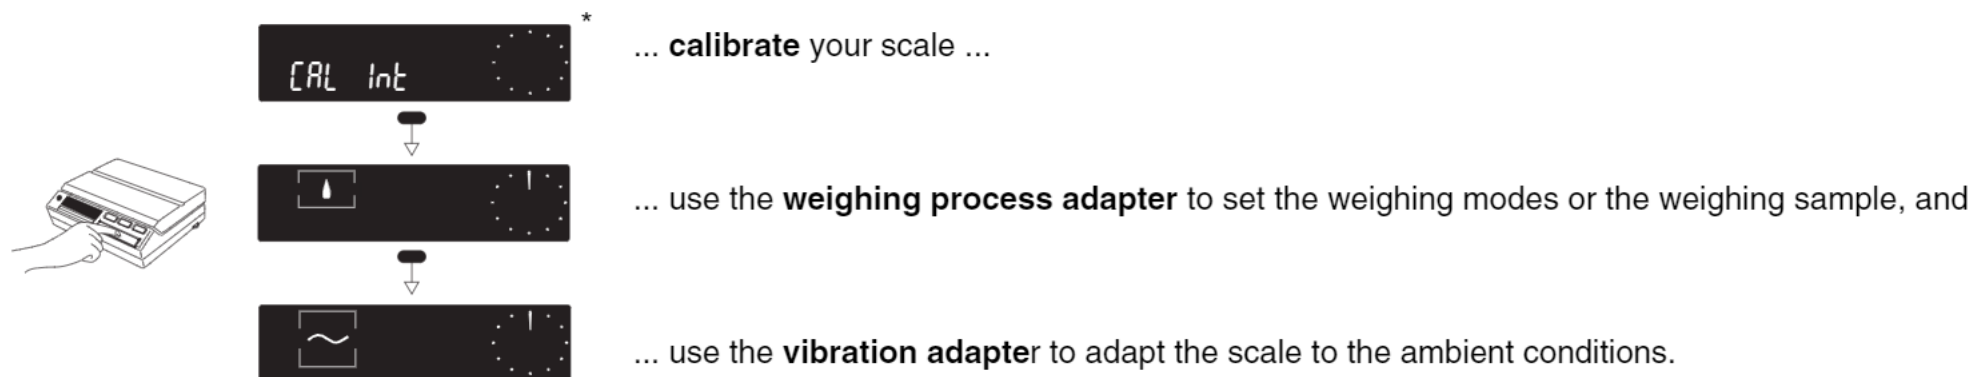 *
... calibrate your scale ...
CAL Int
... use the weighing process adapter to set the weighing modes or the weighing sample, and
... use the vibration adapter to adapt the scale to the ambient conditions.